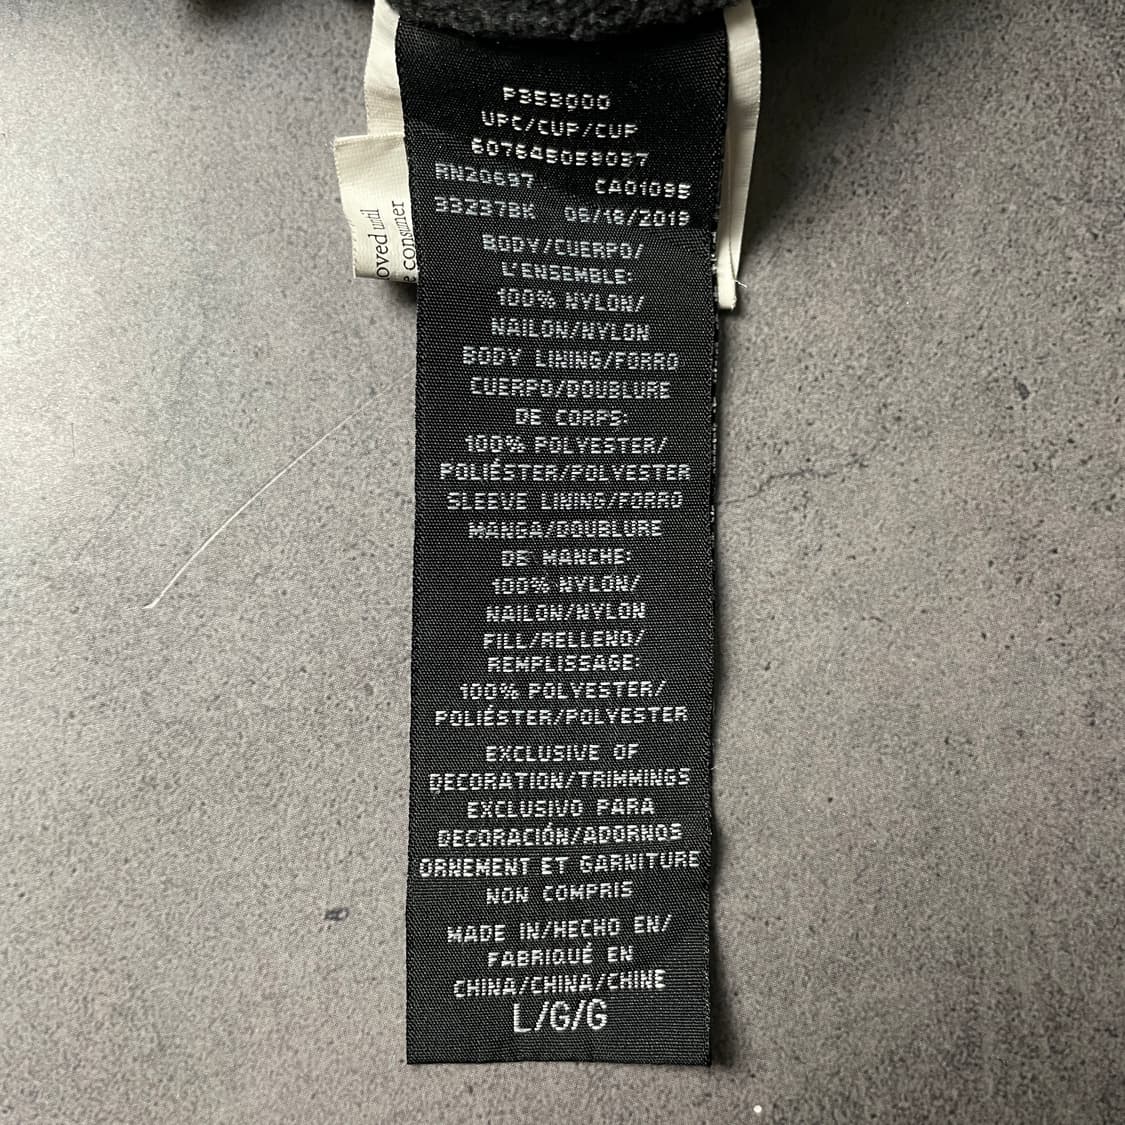 P353000
UPC/CUP/CUP
607645059037
RN20697 CA01095
33237BK 06/18/2019
BODY/CUERPO/
L'ENSEMBLE:
100% NYLON/
NAILON/NYLON
BODY LINING/FORRO
CUERPO/DOUBLURE
DE CORPS:
100% POLYESTER/
POLIÉSTER/POLYESTER
SLEEVE LINING/FORRO
MANGA/DOUBLURE
DE MANCHE:
100% NYLON/
NAILON/NYLON
FILL/RELLENO/
REMPLISSAGE:
100% POLYESTER/
POLIÉSTER/POLYESTER
EXCLUSIVE OF
DECORATION/TRIMMINGS
EXCLUSIVO PARA
DECORACIÓN/ADORNOS
ORNEMENT ET GARNITURE
NON COMPRIS
MADE IN/HECHO EN/
FABRIQUÉ EN
CHINA/CHINA/CHINE
L/G/G
oved until
e consumer